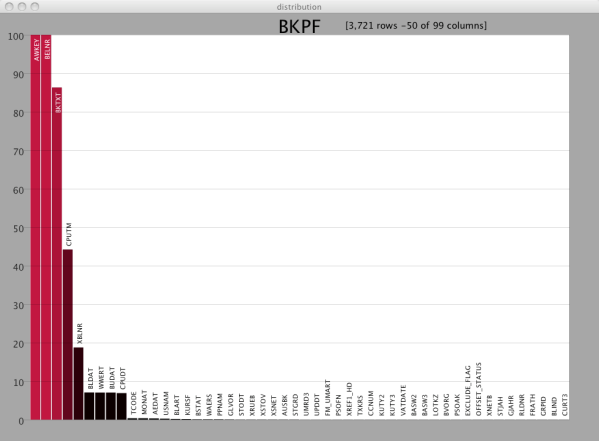 distribution
BKPF [3,721 rows -50 of 99 columns]
100
90
80
70
60
50
40
30
20
10
0
AWKEY
BELNR
BKTXT
CPUTM
XBLNR
BLDAT
WWERT
BUDAT
CPUDT
TCODE
MONAT
AEDAT
USNAM
BLART
KURSF
BSTAT
WAERS
PPNAM
GLVOR
STODT
XRUEB
XSTOV
XSNET
AUSBK
STGRD
UMRD3
UPDDT
FM_UMART
PSOFN
XREF1_HD
TXKRS
CCNUM
KUTY2
KUTY3
VATDATE
BASW2
BASW3
LOTKZ
BVORG
PSOAK
EXCLUDE_FLAG
OFFSET_STATUS
XNETB
STJAH
GJAHR
RLDNR
FRATH
GRPID
BLIND
CURT3